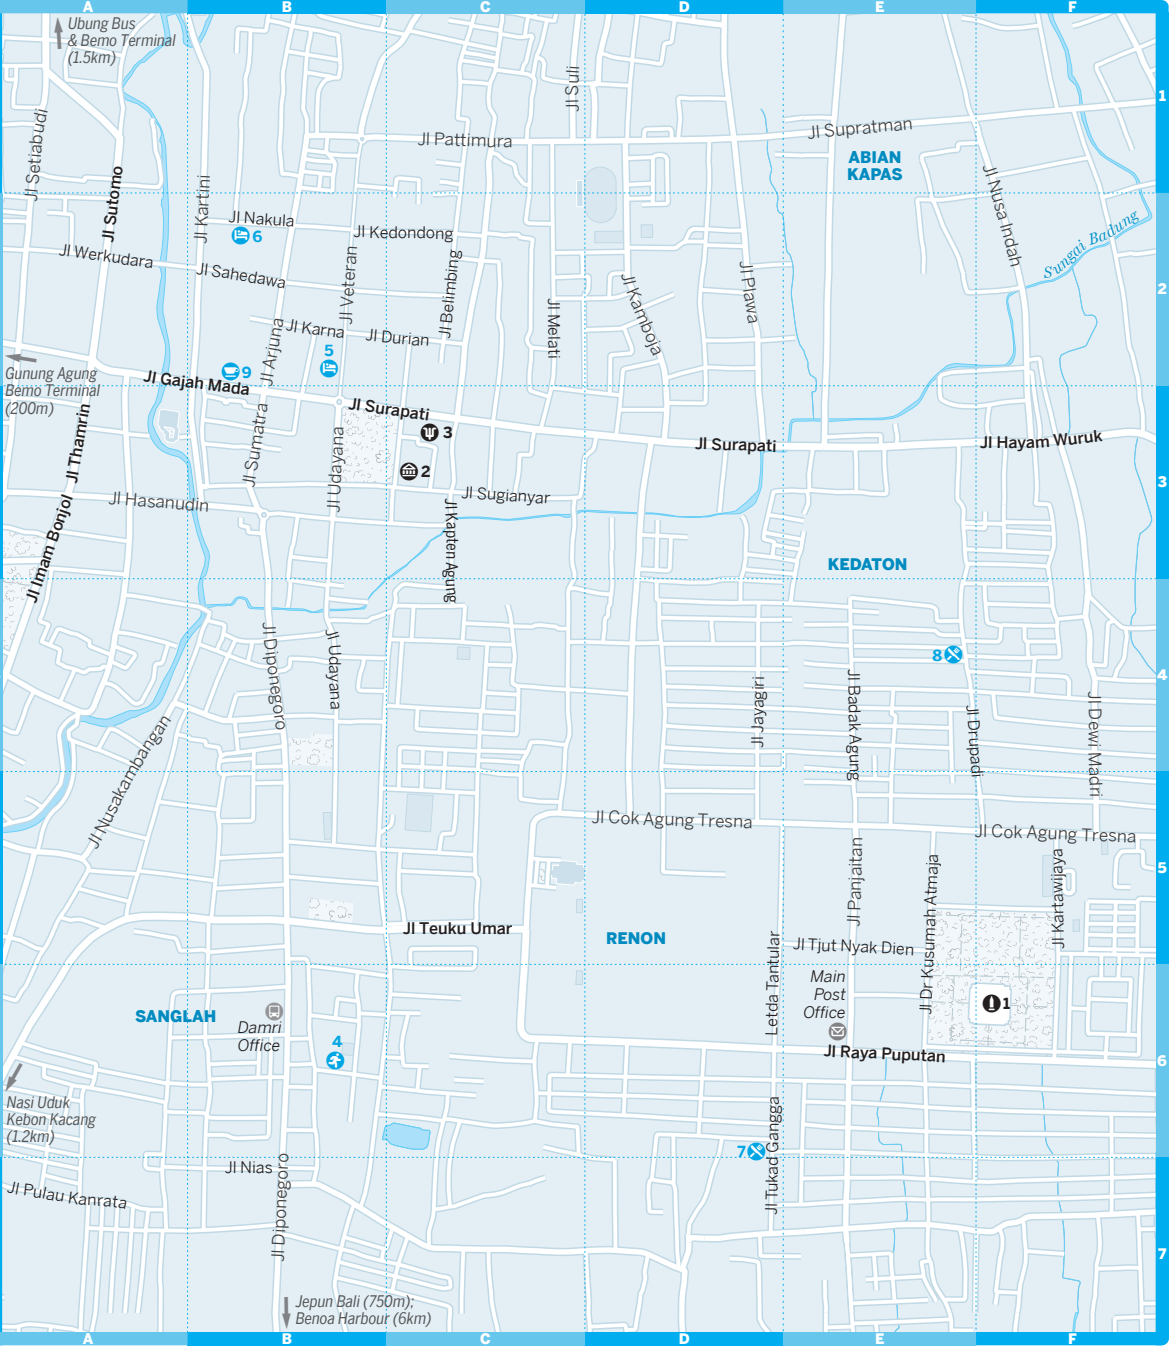 A B C D E F
Ubung Bus
& Bemo Terminal
(1.5km)
Jl Suli
1
Jl Setiabudi
Jl Pattimura
Jl Supratman
ABIAN
KAPAS
Jl Sutomo
Jl Kartini
Jl Nusa Indah
Jl Nakula
6
Jl Kedondong
Sungai Badung
Jl Werkudara
Jl Sahedawa
Jl Veteran
Jl Belimbing
Jl Kamboja
Jl Plawa
2
Jl Melati
Jl Karna
Jl Durian
Jl Arjuna
5
Gunung Agung
Bemo Terminal
(200m)
9
Jl Gajah Mada
Jl Surapati
3
Jl Surapati
Jl Hayam Wuruk
Jl Thamrin
Jl Sumatra
Jl Udayana
2
3
Jl Hasanudin
Jl Sugianyar
Jl Imam Bonjol
Jl Kapten Agung
KEDATON
Jl Diponegoro
Jl Udayana
8
4
Jl Jayagiri
Jl Badak Agung
Jl Drupadi
Jl Dewi Madri
Jl Nusakambangan
Jl Cok Agung Tresna
Jl Cok Agung Tresna
Jl Panjaitan
Jl Dr Kusumah Atmaja
Jl Kartawijaya
5
Jl Teuku Umar
RENON
Jl Tjut Nyak Dien
Letda Tantular
Main
Post
Office
1
SANGLAH
Damri
Office
4
Jl Raya Puputan
6
Nasi Uduk
Kebon Kacang
(1.2km)
Jl Tukad Gangga
7
Jl Nias
Jl Pulau Kanrata
Jl Diponegoro
7
Jepun Bali (750m);
Benoa Harbour (6km)
A B C D E F